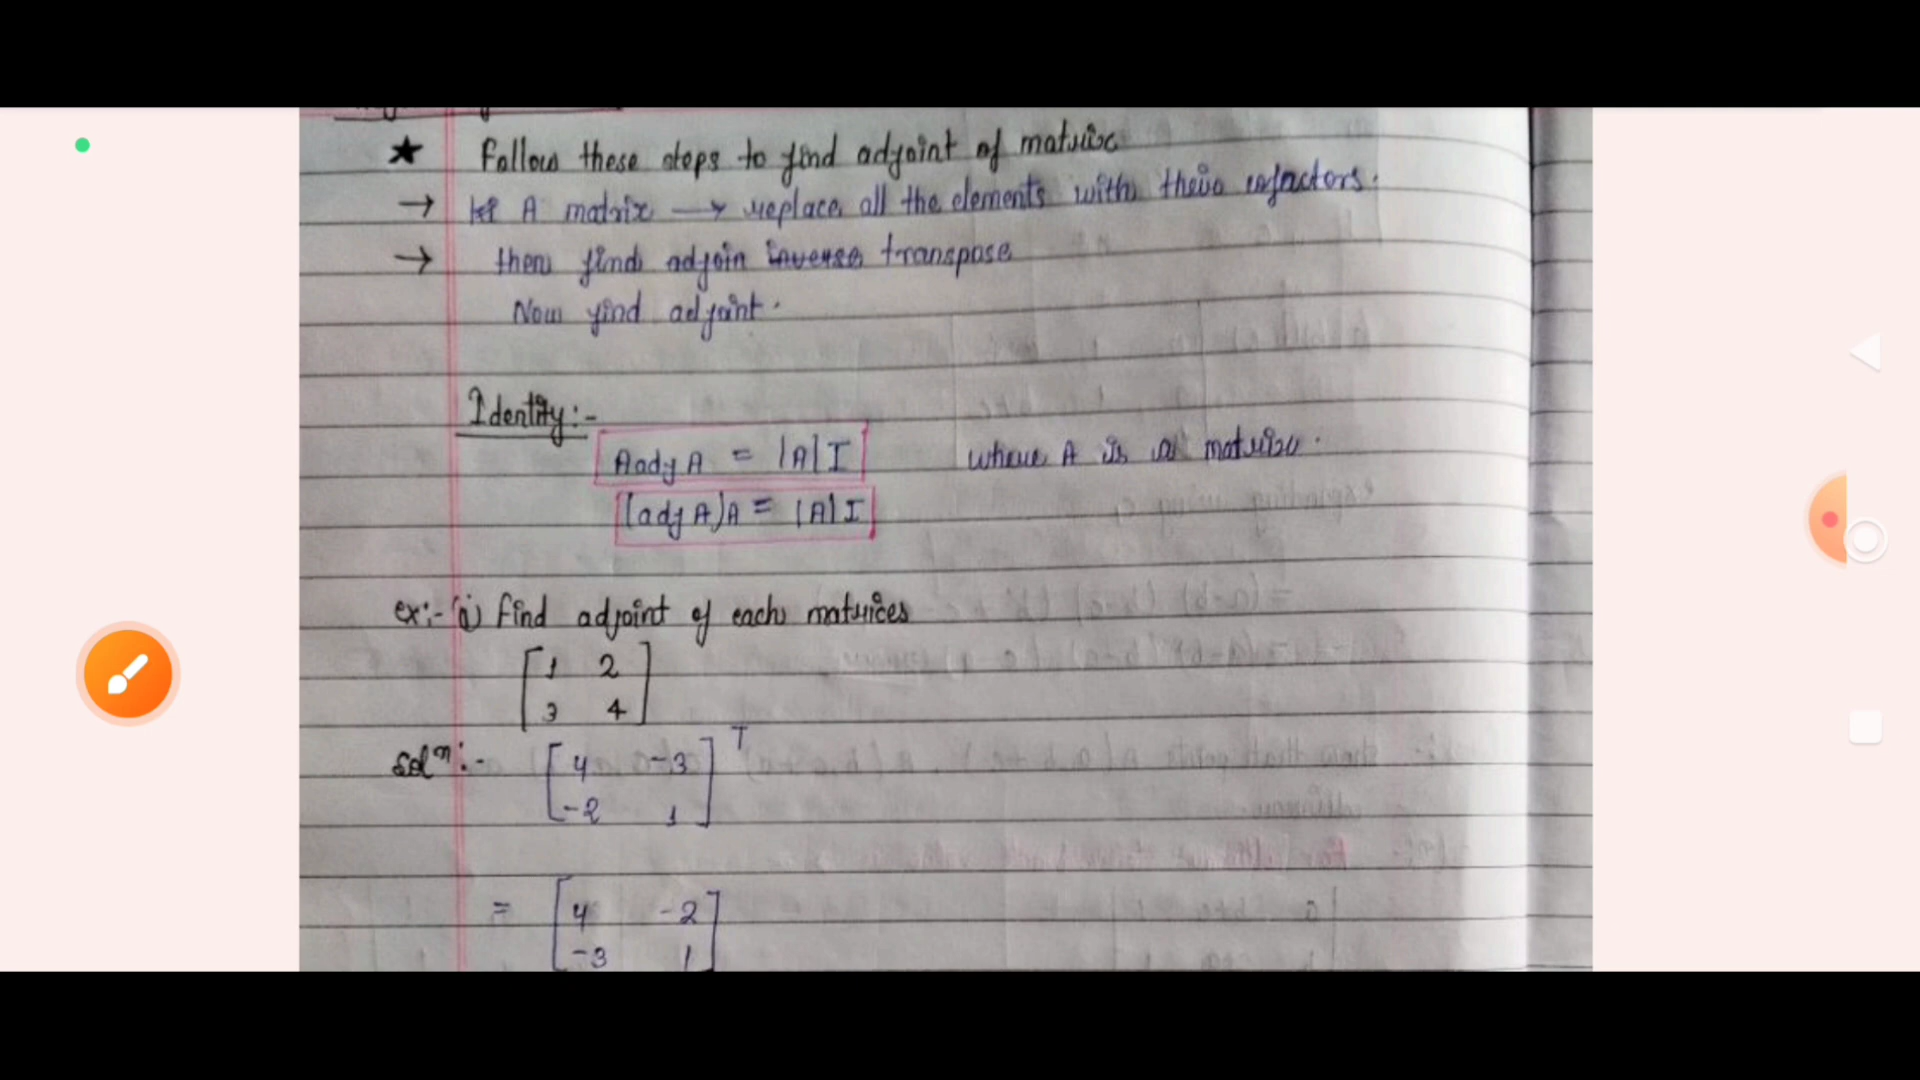 ★ Follow these steps to find adjoint of matrix
→ A matrix → replace all the elements with their cofactors.
→ then find adjoin inverse transpose
Now find adjoint.
Identity:-
A adj A = |A| I where A is a matrix.
(adj A)A = |A| I
ex:- (i) Find adjoint of each matrices
[1 2
3 4]
Solⁿ:- [4 -3
-2 1]ᵀ
= [4 -2
-3 1]